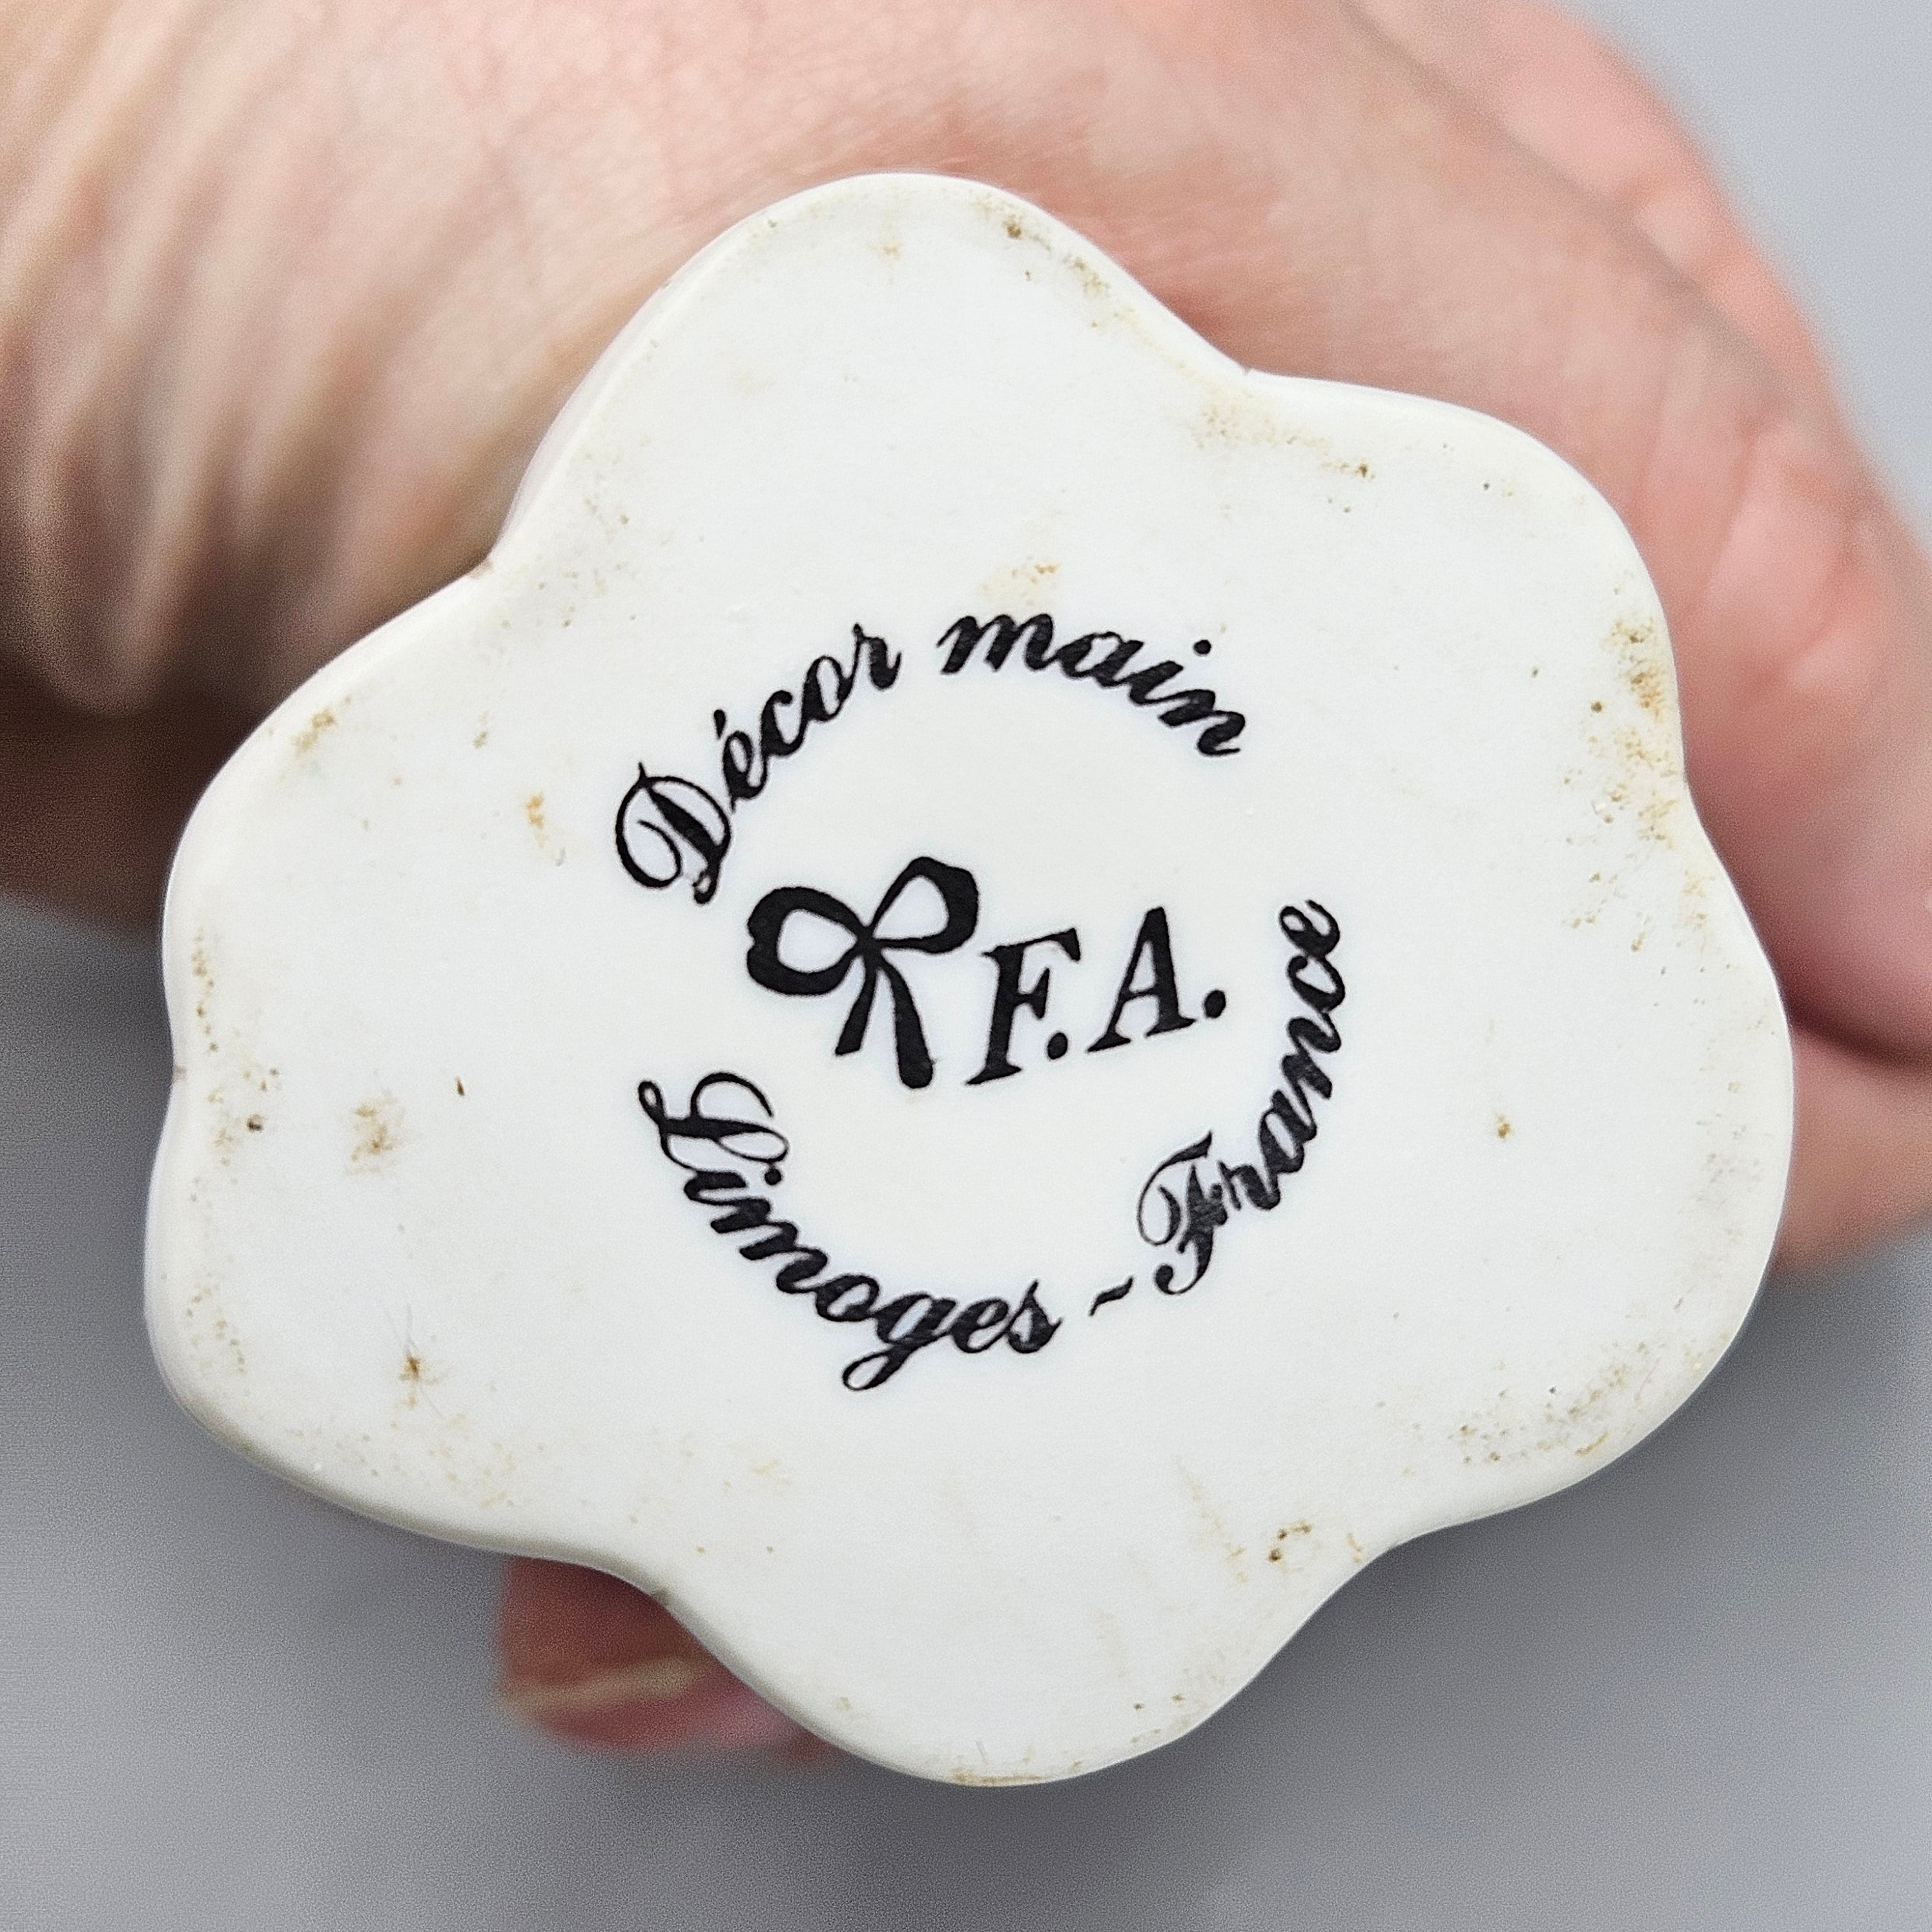 Décor main
F.A.
Limoges ~ France